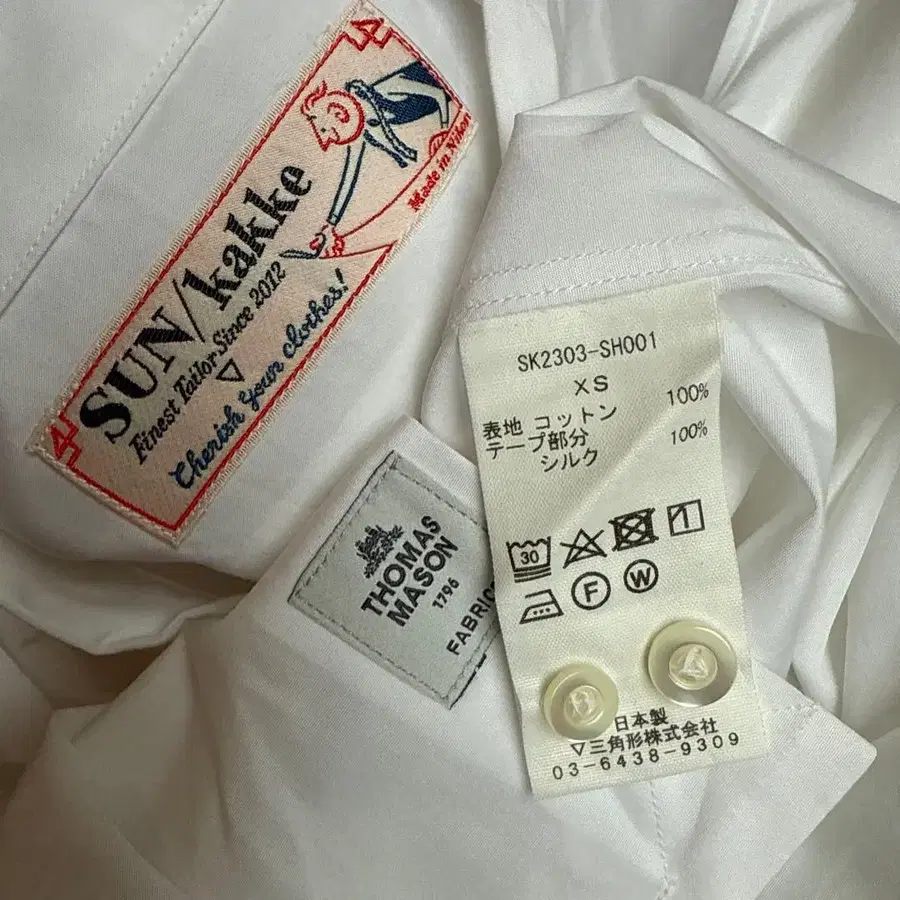 SUN/kakke
Finest Tailor Since 2012
Cherish your clothes!
Made in Nihon
THOMAS
MASON
1796
SK2303-SH001
XS
表地 コットン 100%
テープ部分
シルク 100%
30
F
W
日本製
▽三角形株式会社
03-6438-9309